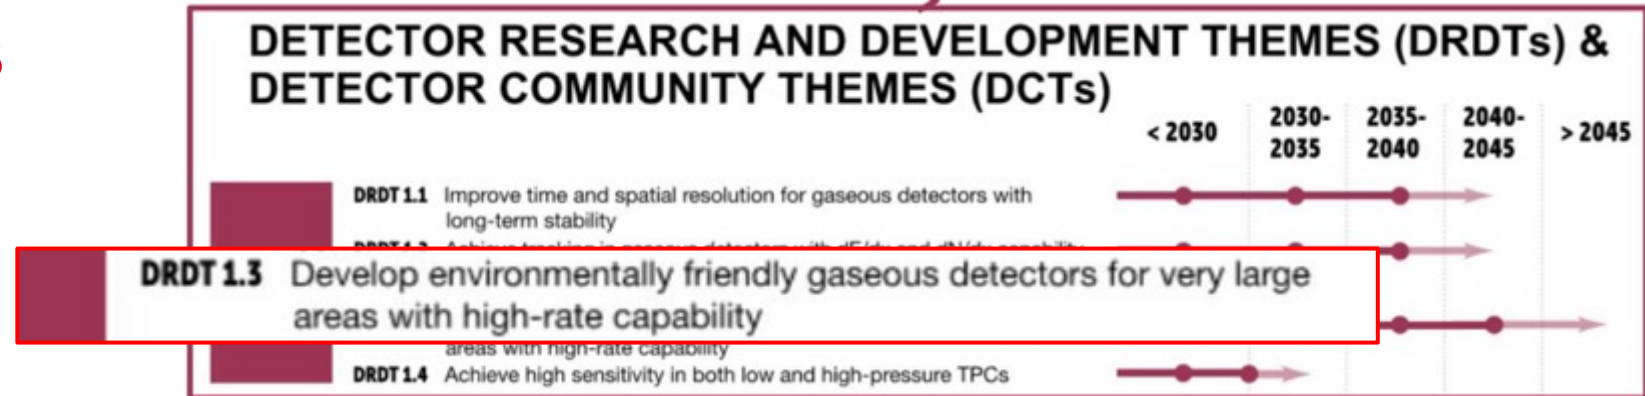 DETECTOR RESEARCH AND DEVELOPMENT THEMES (DRDTs) &
DETECTOR COMMUNITY THEMES (DCTs)
< 2030
2030-
2035
2035-
2040
2040-
2045
> 2045
DRDT 1.1 Improve time and spatial resolution for gaseous detectors with
long-term stability
DRDT 1.3 Develop environmentally friendly gaseous detectors for very large
areas with high-rate capability
areas with high-rate capability
DRDT 1.4 Achieve high sensitivity in both low and high-pressure TPCs